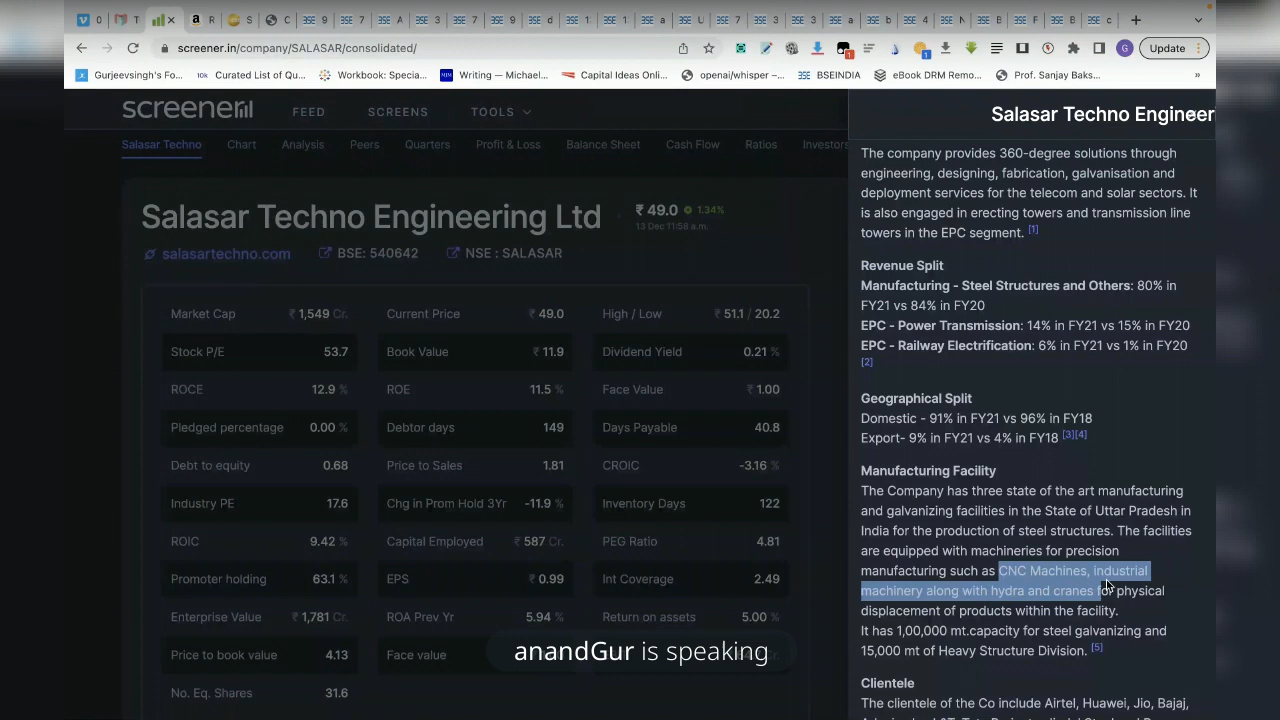 0 T R S C 9 7 A 3 7 9 d 1 1 a U 7 3 3 a b 4 N B F B c
screener.in/company/SALASAR/consolidated/
G Update
Gurjeevsingh's Fo... Curated List of Qu... Workbook: Specia... Writing — Michael... Capital Ideas Onli... openai/whisper –... BSEINDIA eBook DRM Remo... Prof. Sanjay Baks... »
screener FEED SCREENS TOOLS
Salasar Techno Chart Analysis Peers Quarters Profit & Loss Balance Sheet Cash Flow Ratios Investors
Salasar Techno Engineering Ltd ₹ 49.0 1.34%
13 Dec 11:56 a.m.
salasartechno.com BSE: 540642 NSE : SALASAR
Market Cap ₹ 1,549 Cr. Current Price ₹ 49.0 High / Low ₹ 51.1 / 20.2
Stock P/E 53.7 Book Value ₹ 11.9 Dividend Yield 0.21 %
ROCE 12.9 % ROE 11.5 % Face Value ₹ 1.00
Pledged percentage 0.00 % Debtor days 149 Days Payable 40.8
Debt to equity 0.68 Price to Sales 1.81 CROIC -3.16 %
Industry PE 17.6 Chg in Prom Hold 3Yr -11.9 % Inventory Days 122
ROIC 9.42 % Capital Employed ₹ 587 Cr. PEG Ratio 4.81
Promoter holding 63.1 % EPS ₹ 0.99 Int Coverage 2.49
Enterprise Value ₹ 1,781 Cr. ROA Prev Yr 5.94 % Return on assets 5.00 %
Price to book value 4.13 Face value
No. Eq. Shares 31.6
anandGur is speaking
Salasar Techno Engineer
The company provides 360-degree solutions through
engineering, designing, fabrication, galvanisation and
deployment services for the telecom and solar sectors. It
is also engaged in erecting towers and transmission line
towers in the EPC segment. [1]
Revenue Split
Manufacturing - Steel Structures and Others: 80% in
FY21 vs 84% in FY20
EPC - Power Transmission: 14% in FY21 vs 15% in FY20
EPC - Railway Electrification: 6% in FY21 vs 1% in FY20
[2]
Geographical Split
Domestic - 91% in FY21 vs 96% in FY18
Export- 9% in FY21 vs 4% in FY18 [3][4]
Manufacturing Facility
The Company has three state of the art manufacturing
and galvanizing facilities in the State of Uttar Pradesh in
India for the production of steel structures. The facilities
are equipped with machineries for precision
manufacturing such as CNC Machines, industrial
machinery along with hydra and cranes for physical
displacement of products within the facility.
It has 1,00,000 mt.capacity for steel galvanizing and
15,000 mt of Heavy Structure Division. [5]
Clientele
The clientele of the Co include Airtel, Huawei, Jio, Bajaj,